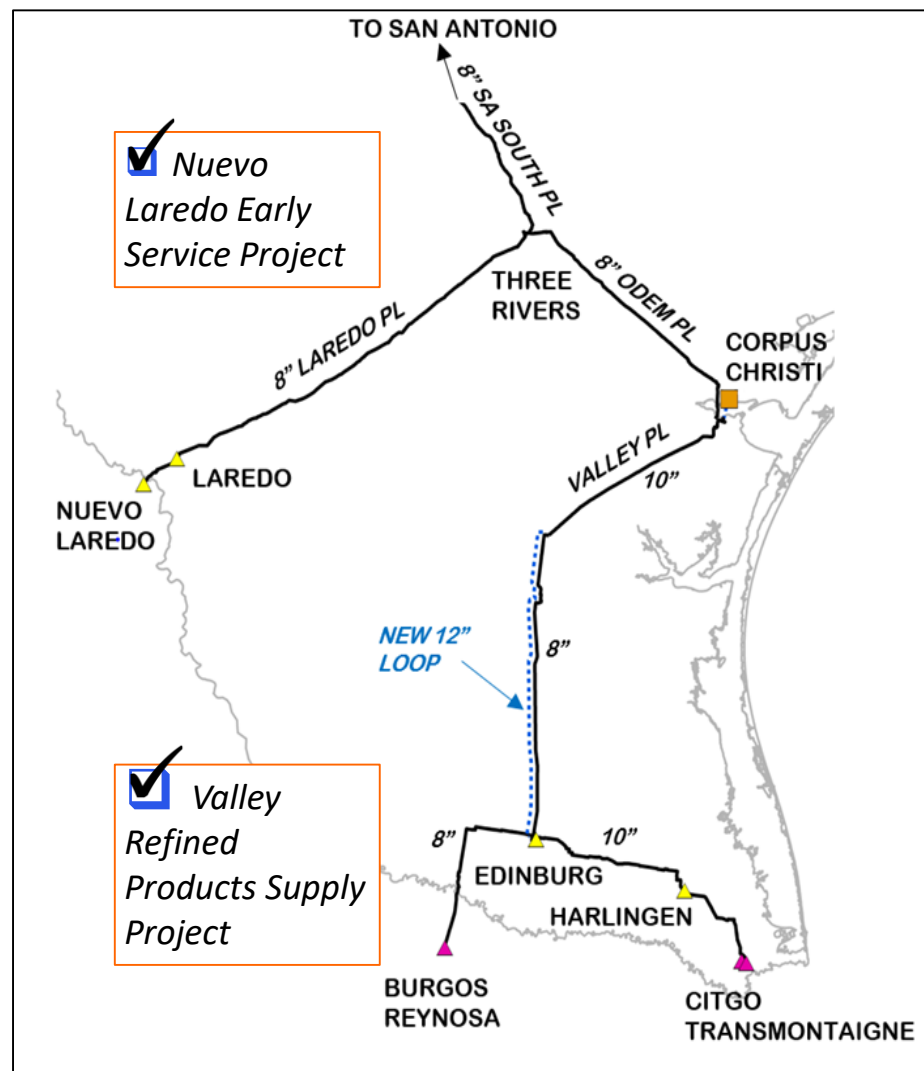 TO SAN ANTONIO
8” SA SOUTH PL
Nuevo
Laredo Early
Service Project
THREE
RIVERS
8” ODEM PL
CORPUS
CHRISTI
8” LAREDO PL
VALLEY PL
10”
LAREDO
NUEVO
LAREDO
NEW 12”
LOOP
8”
Valley
Refined
Products Supply
Project
8”
10”
EDINBURG
HARLINGEN
BURGOS
REYNOSA
CITGO
TRANSMONTAIGNE